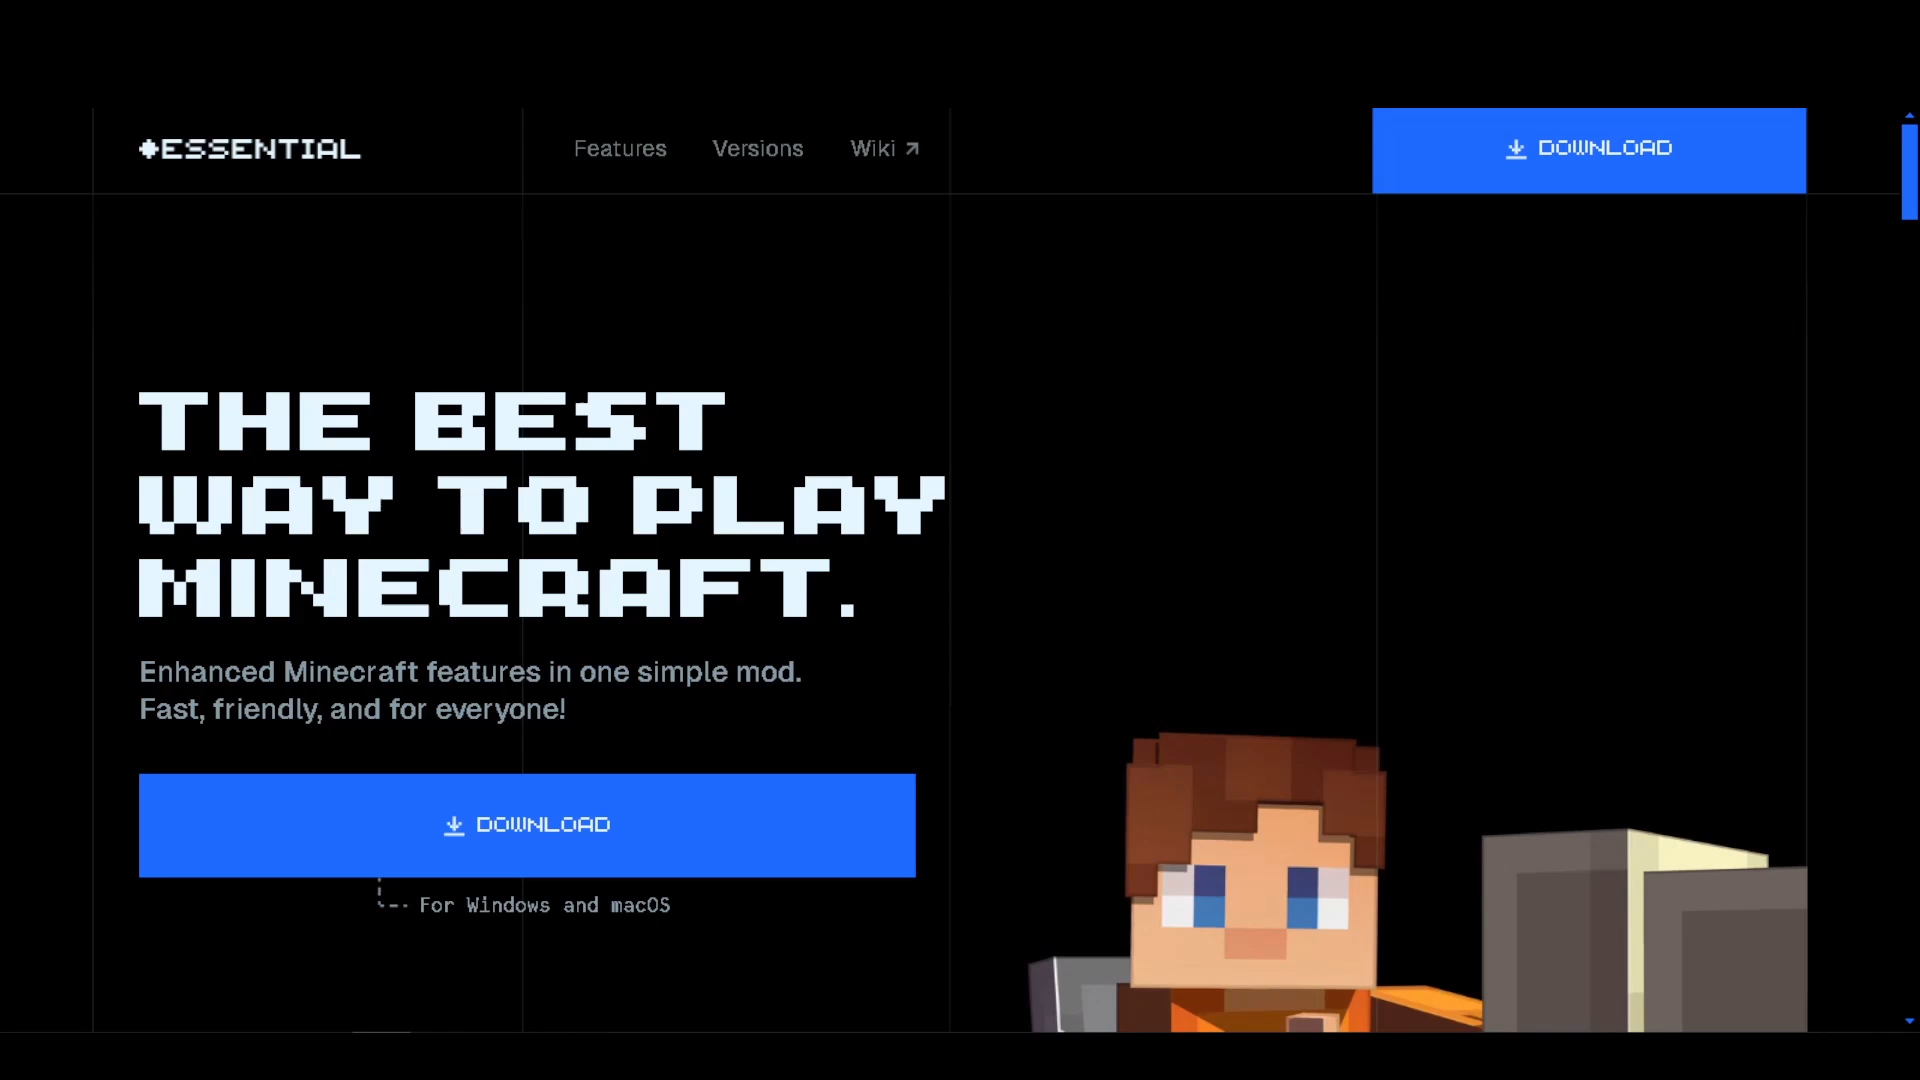 ESSENTIAL
Features
Versions
Wiki ↗
DOWNLOAD
THE BEST
WAY TO PLAY
MINECRAFT.
Enhanced Minecraft features in one simple mod.
Fast, friendly, and for everyone!
DOWNLOAD
For Windows and macOS